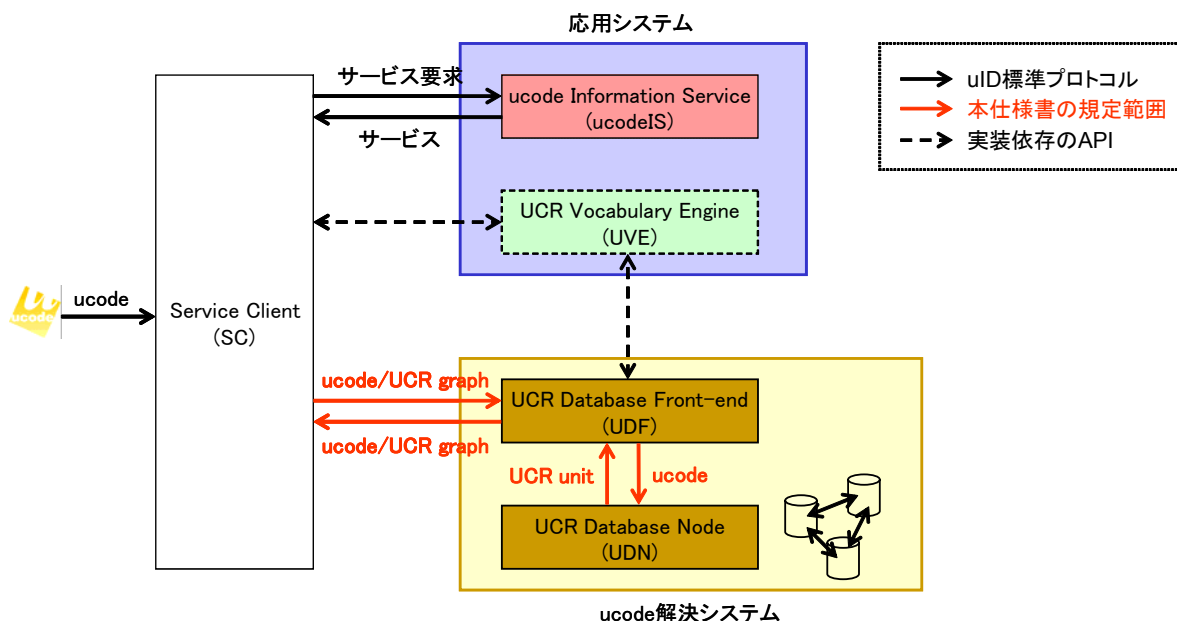 応用システム
サービス要求
サービス
ucode Information Service
(ucodeIS)
uID標準プロトコル
本仕様書の規定範囲
実装依存のAPI
UCR Vocabulary Engine
(UVE)
ucode
ucode
Service Client
(SC)
ucode/UCR graph
ucode/UCR graph
UCR Database Front-end
(UDF)
UCR unit
ucode
UCR Database Node
(UDN)
ucode解決システム